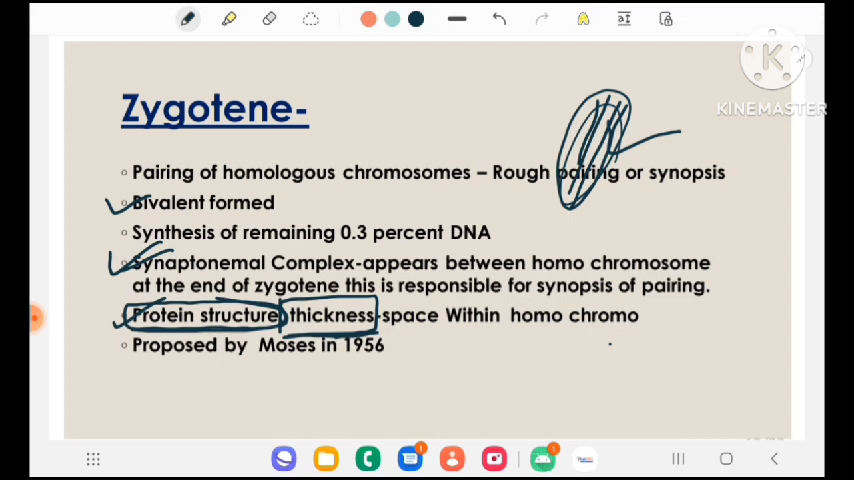 KINEMASTER
Zygotene-
Pairing of homologous chromosomes – Rough pairing or synopsis
Bivalent formed
Synthesis of remaining 0.3 percent DNA
Synaptonemal Complex-appears between homo chromosome
at the end of zygotene this is responsible for synopsis of pairing.
Protein structure thickness-space Within homo chromo
Proposed by Moses in 1956